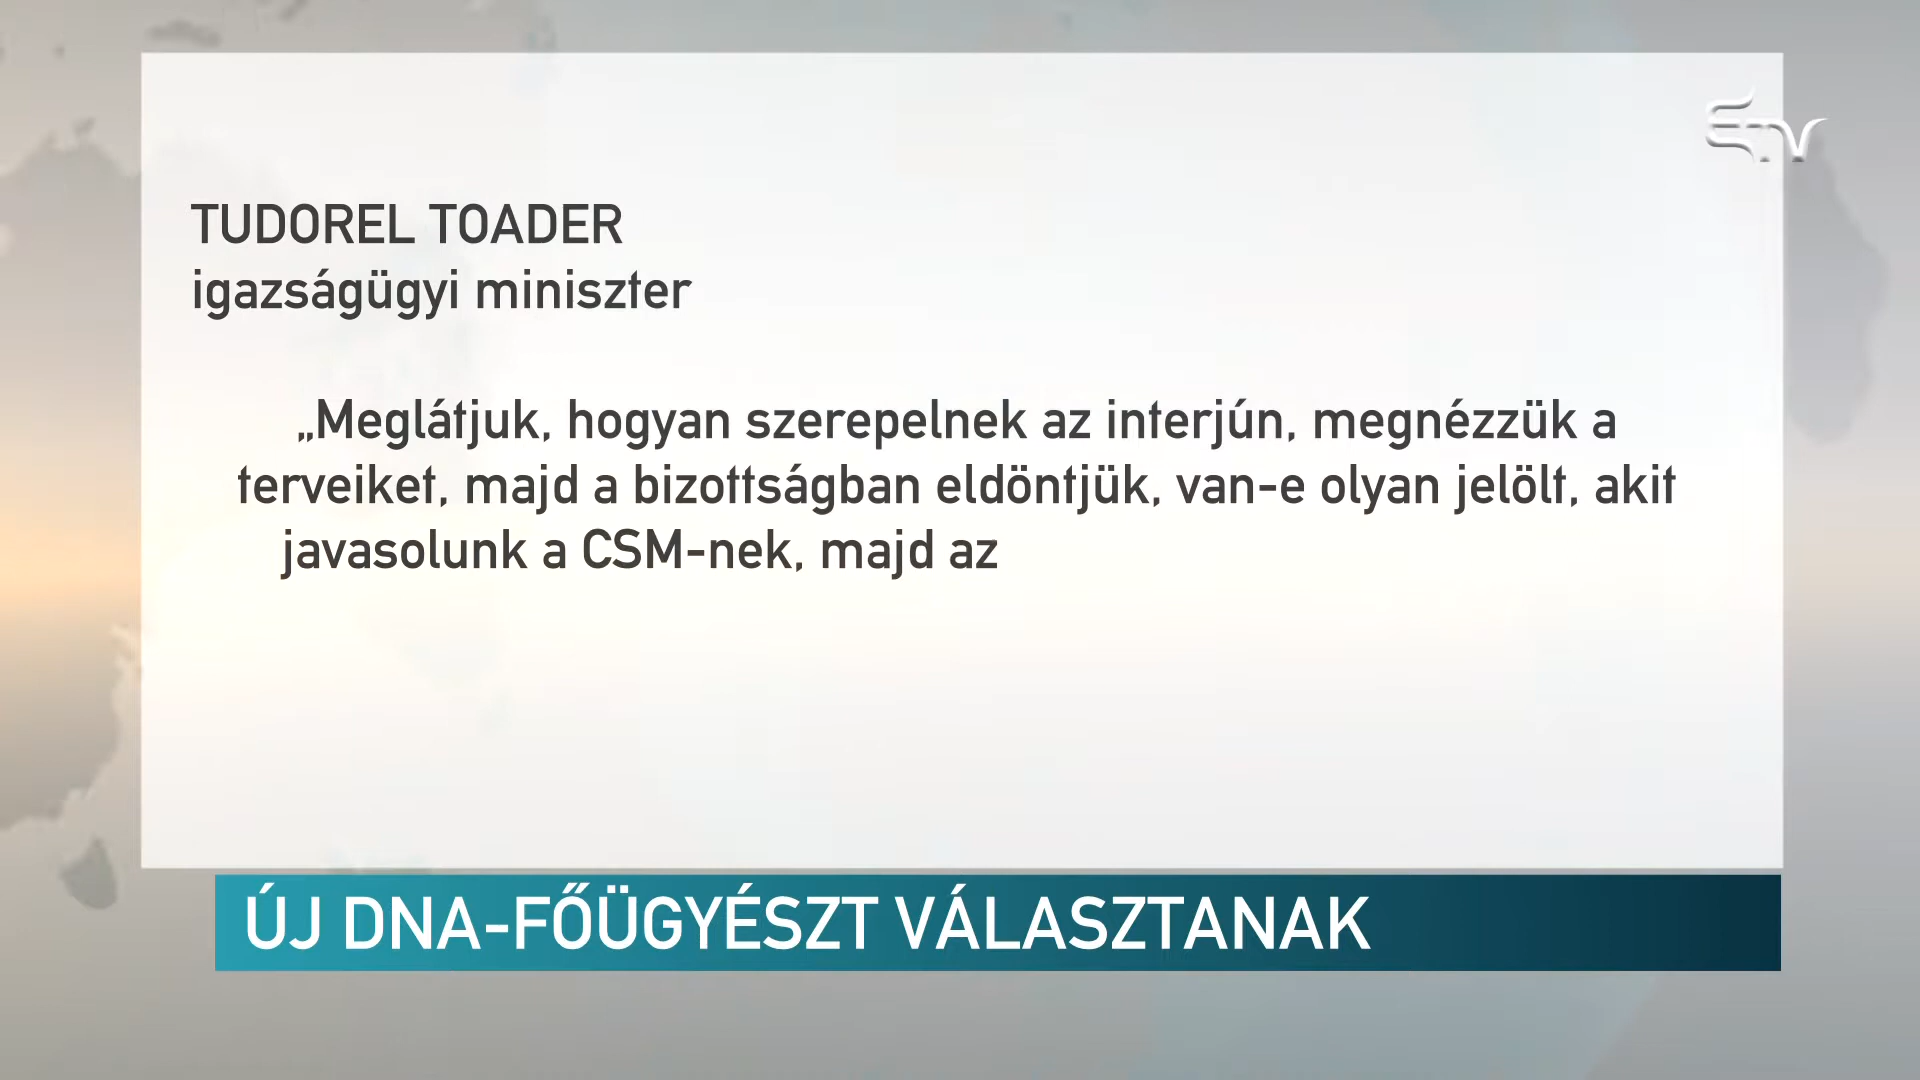 ETV
TUDOREL TOADER
igazságügyi miniszter
„Meglátjuk, hogyan szerepelnek az interjún, megnézzük a
terveiket, majd a bizottságban eldöntjük, van-e olyan jelölt, akit
javasolunk a CSM-nek, majd az
ÚJ DNA-FŐÜGYÉSZT VÁLASZTANAK